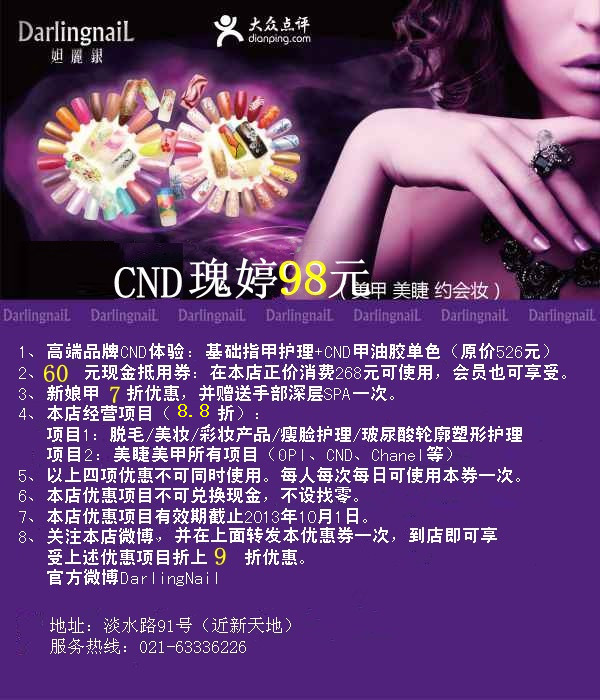 DarlingnaiL
妲麗銀
大众点评
dianping.com
CND 瑰婷98元（美甲 美睫 约会妆）
DarlingnaiL DarlingnaiL DarlingnaiL DarlingnaiL DarlingnaiL DarlingnaiL
1、高端品牌CND体验：基础指甲护理+CND甲油胶单色（原价526元）
2、60 元现金抵用券：在本店正价消费268元可使用，会员也可享受。
3、新娘甲 7 折优惠，并赠送手部深层SPA一次。
4、本店经营项目（ 8.8 折）：
项目1：脱毛/美妆/彩妆产品/瘦脸护理/玻尿酸轮廓塑形护理
项目2：美睫美甲所有项目（OPI、CND、Chanel等）
5、以上四项优惠不可同时使用。每人每次每日可使用本券一次。
6、本店优惠项目不可兑换现金，不设找零。
7、本店优惠项目有效期截止2013年10月1日。
8、关注本店微博，并在上面转发本优惠券一次，到店即可享
受上述优惠项目折上 9 折优惠。
官方微博DarlingNail
地址：淡水路91号（近新天地）
服务热线：021-63336226